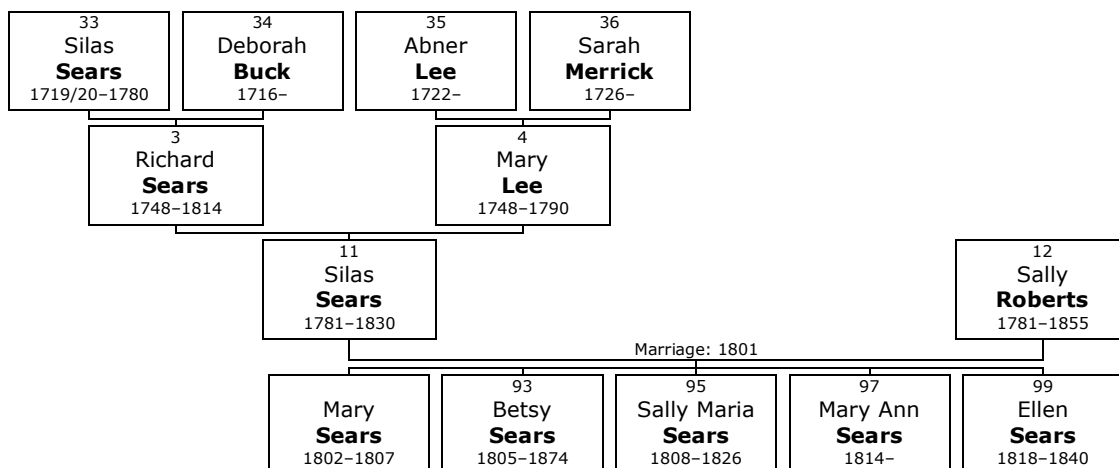 33
Silas
Sears
1719/20–1780
34
Deborah
Buck
1716–
35
Abner
Lee
1722–
36
Sarah
Merrick
1726–
3
Richard
Sears
1748–1814
4
Mary
Lee
1748–1790
11
Silas
Sears
1781–1830
12
Sally
Roberts
1781–1855
Marriage: 1801
Mary
Sears
1802–1807
93
Betsy
Sears
1805–1874
95
Sally Maria
Sears
1808–1826
97
Mary Ann
Sears
1814–
99
Ellen
Sears
1818–1840